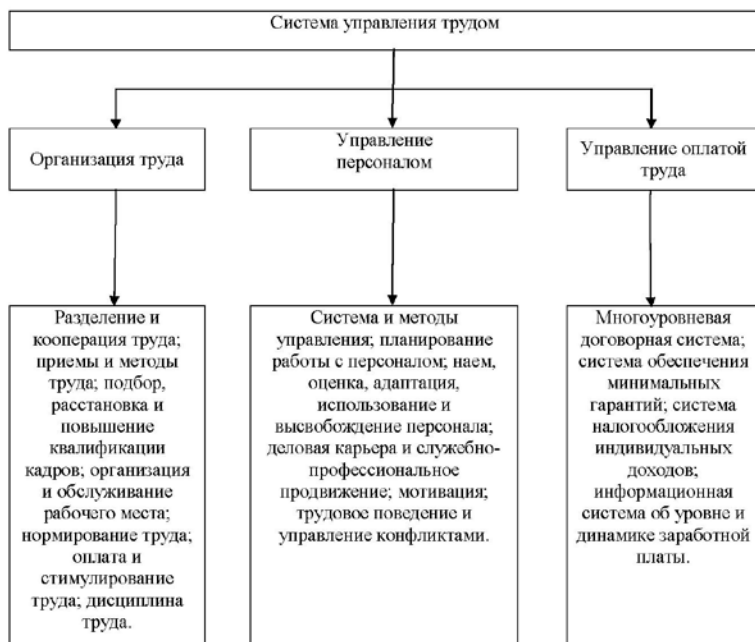 Система управления трудом
Организация труда
Управление
персоналом
Управление оплатой
труда
Разделение и
кооперация труда;
приемы и методы
труда; подбор,
расстановка и
повышение
квалификации
кадров; организация
и обслуживание
рабочего места;
нормирование труда;
оплата и
стимулирование
труда; дисциплина
труда.
Система и методы
управления; планирование
работы с персоналом; наем,
оценка, адаптация,
использование и
высвобождение персонала;
деловая карьера и служебно-
профессиональное
продвижение; мотивация;
трудовое поведение и
управление конфликтами.
Многоуровневая
договорная система;
система обеспечения
минимальных
гарантий; система
налогообложения
индивидуальных
доходов;
информационная
система об уровне и
динамике заработной
платы.